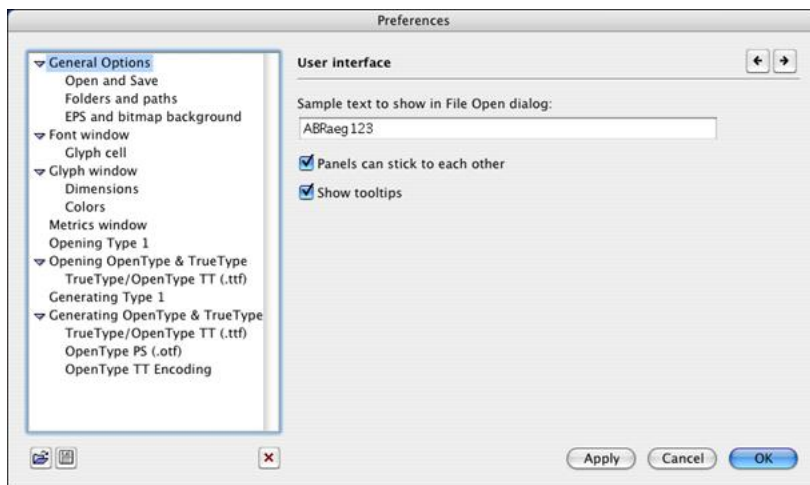 Preferences
General Options
Open and Save
Folders and paths
EPS and bitmap background
Font window
Glyph cell
Glyph window
Dimensions
Colors
Metrics window
Opening Type 1
Opening OpenType & TrueType
TrueType/OpenType TT (.ttf)
Generating Type 1
Generating OpenType & TrueType
TrueType/OpenType TT (.ttf)
OpenType PS (.otf)
OpenType TT Encoding
User interface
Sample text to show in File Open dialog:
ABRaeg123
Panels can stick to each other
Show tooltips
Apply
Cancel
OK